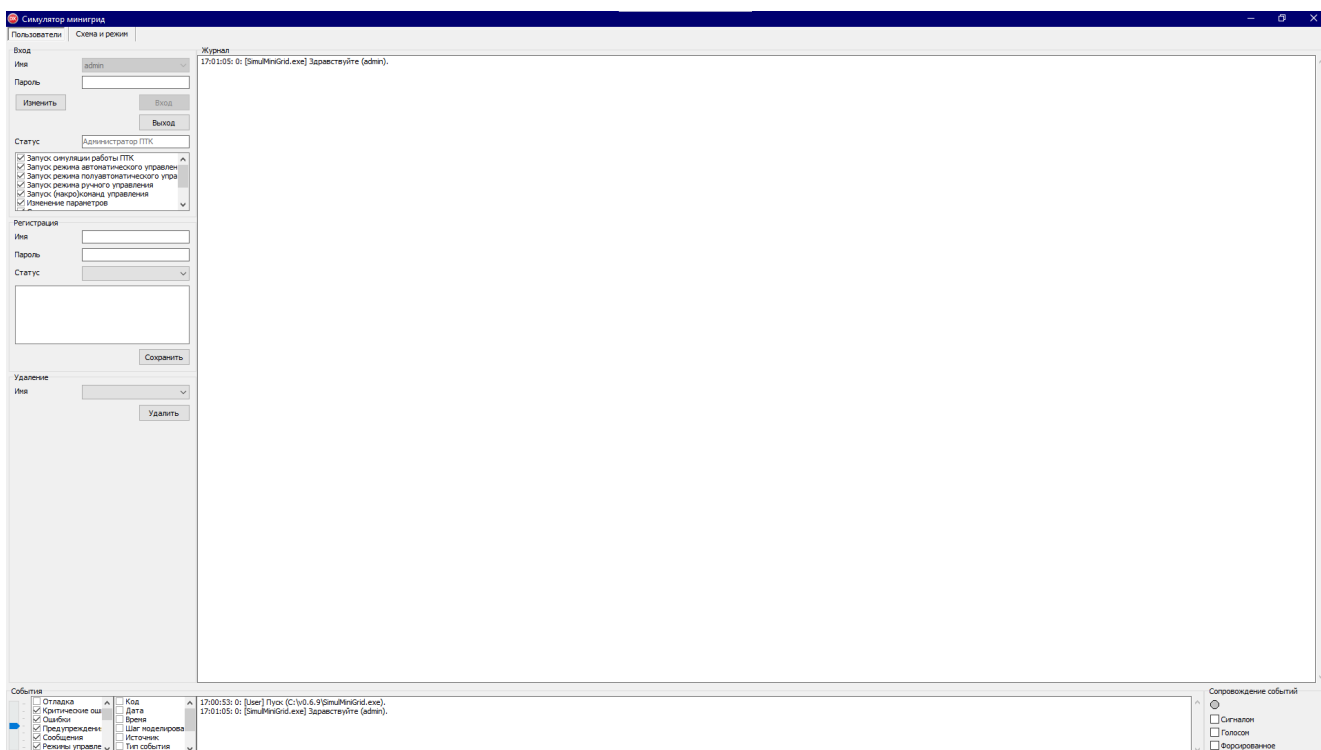 Симулятор минигрид
Пользователи
Схема и режим
Вход
Имя
admin
Пароль
Изменить
Вход
Выход
Статус
Администратор ПТК
Запуск симуляции работы ПТК
Запуск режима автоматического управлен
Запуск режима полуавтоматического упра
Запуск режима ручного управления
Запуск (макро)команд управления
Изменение параметров
Регистрация
Имя
Пароль
Статус
Сохранить
Удаление
Имя
Удалить
Журнал
17:01:05: 0: [SimulMiniGrid.exe] Здравствуйте (admin).
События
Отладка
Критические ош
Ошибки
Предупреждени
Сообщения
Режимы управле
Код
Дата
Время
Шаг моделирова
Источник
Тип события
17:00:53: 0: [User] Пуск (C:\v0.6.9\SimulMiniGrid.exe).
17:01:05: 0: [SimulMiniGrid.exe] Здравствуйте (admin).
Сопровождение событий
Сигналом
Голосом
Форсированное